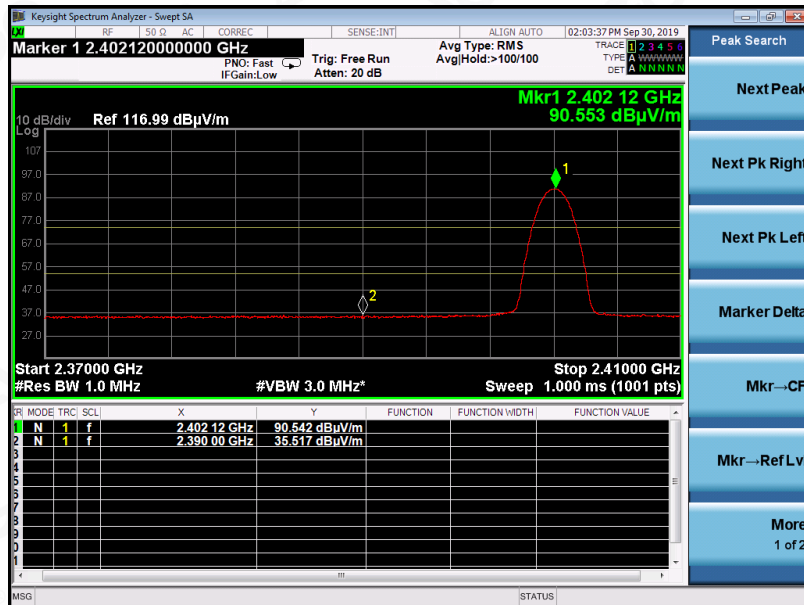 Keysight Spectrum Analyzer - Swept SA
LXI RF 50 Ω AC CORREC SENSE:INT ALIGN AUTO 02:03:37 PM Sep 30, 2019
Marker 1 2.402120000000 GHz
PNO: Fast
IFGain:Low
Trig: Free Run
Atten: 20 dB
Avg Type: RMS
Avg|Hold:>100/100
TRACE 1 2 3 4 5 6
TYPE A WWWWW
DET A N N N N N
Mkr1 2.402 12 GHz
90.553 dBµV/m
10 dB/div Ref 116.99 dBµV/m
Log
107
97.0
87.0
77.0
67.0
57.0
47.0
37.0
27.0
1
2
Start 2.37000 GHz Stop 2.41000 GHz
#Res BW 1.0 MHz #VBW 3.0 MHz* Sweep 1.000 ms (1001 pts)
KR MODE TRC SCL X Y FUNCTION FUNCTION WIDTH FUNCTION VALUE
1 N 1 f 2.402 12 GHz 90.542 dBµV/m
2 N 1 f 2.390 00 GHz 35.517 dBµV/m
3
4
5
6
7
8
9
0
1
MSG STATUS
Peak Search
Next Peak
Next Pk Right
Next Pk Left
Marker Delta
Mkr→CF
Mkr→Ref Lv
More
1 of 2